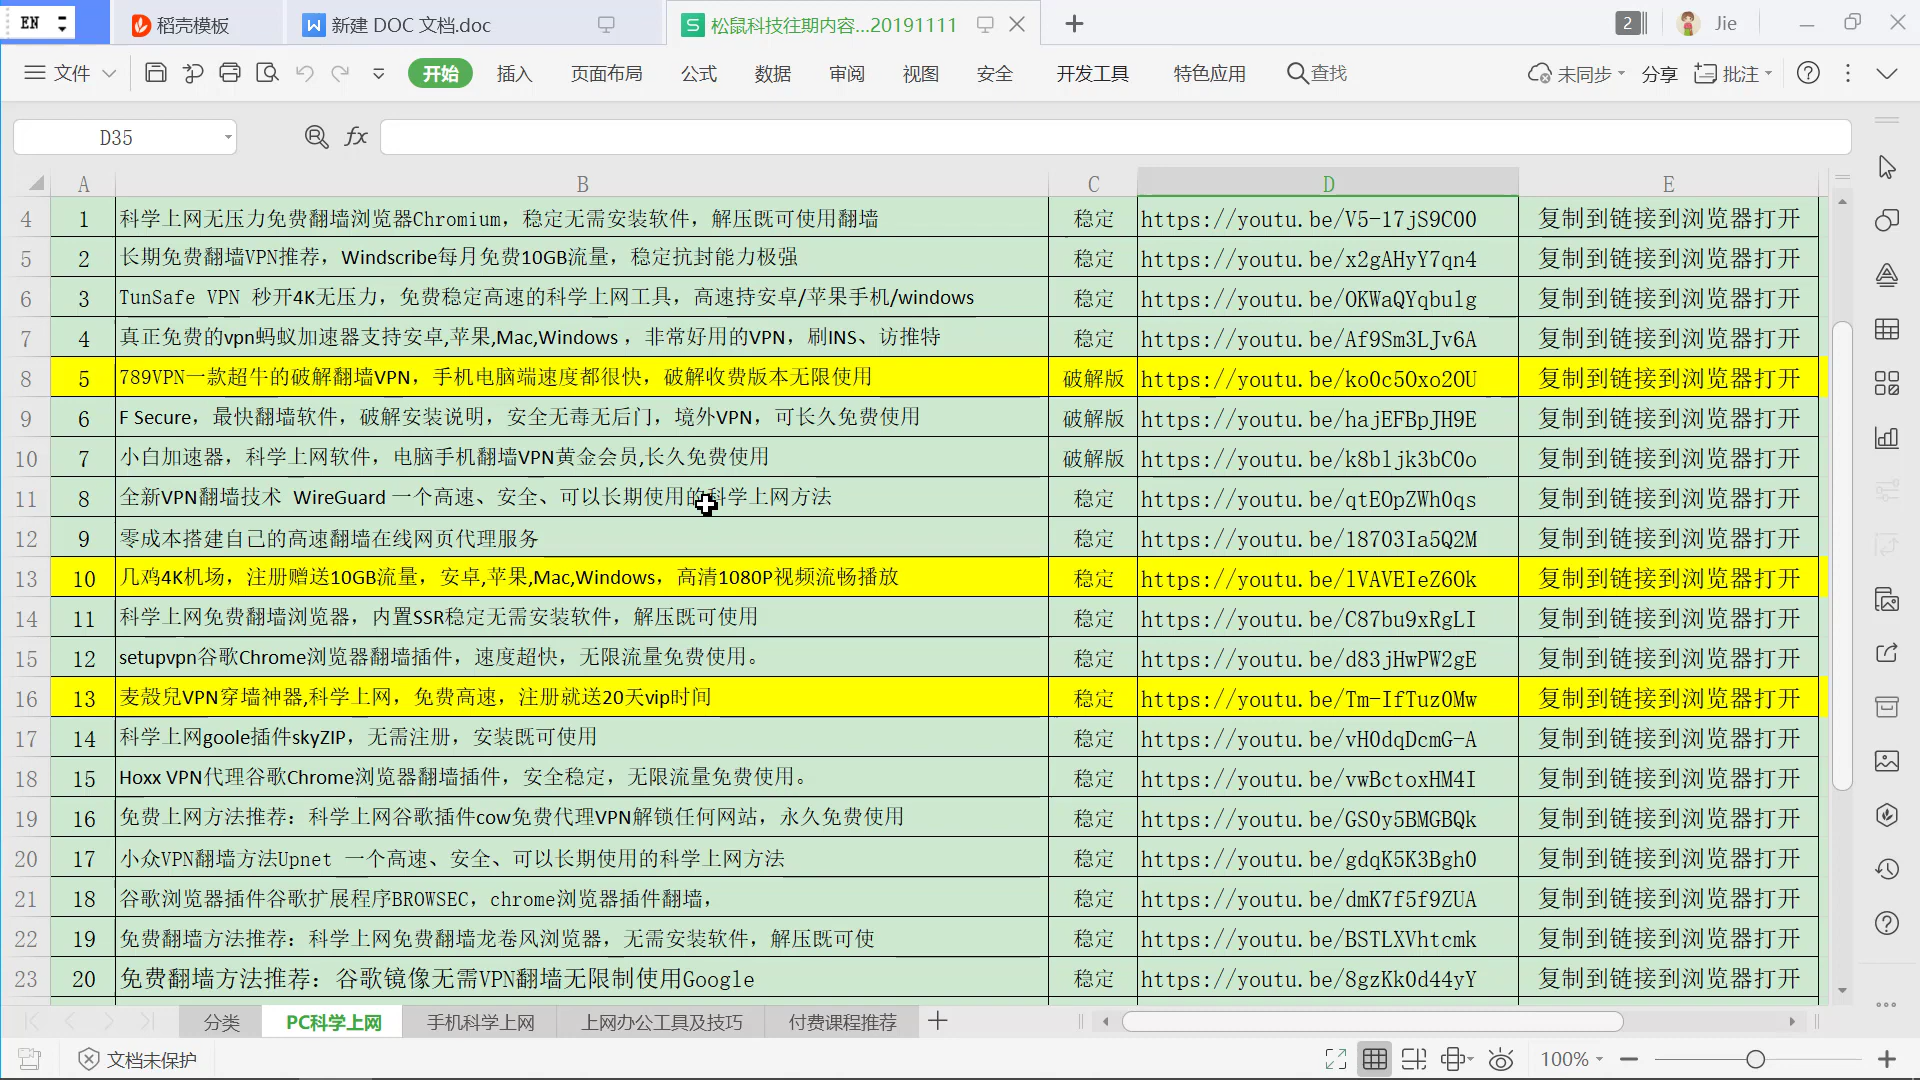 EN
稻壳模板
新建 DOC 文档.doc
松鼠科技往期内容...20191111
2
Jie
文件
开始 插入 页面布局 公式 数据 审阅 视图 安全 开发工具 特色应用 查找
未同步 分享 批注
D35
fx
A B C D E
4 1 科学上网无压力免费翻墙浏览器Chromium，稳定无需安装软件，解压既可使用翻墙 稳定 https://youtu.be/V5-17jS9C00 复制到链接到浏览器打开
5 2 长期免费翻墙VPN推荐，Windscribe每月免费10GB流量，稳定抗封能力极强 稳定 https://youtu.be/x2gAHyY7qn4 复制到链接到浏览器打开
6 3 TunSafe VPN 秒开4K无压力，免费稳定高速的科学上网工具，高速持安卓/苹果手机/windows 稳定 https://youtu.be/OKWaQYqbulg 复制到链接到浏览器打开
7 4 真正免费的vpn蚂蚁加速器支持安卓,苹果,Mac,Windows ，非常好用的VPN，刷INS、访推特 稳定 https://youtu.be/Af9Sm3LJv6A 复制到链接到浏览器打开
8 5 789VPN一款超牛的破解翻墙VPN，手机电脑端速度都很快，破解收费版本无限使用 破解版 https://youtu.be/ko0c5Oxo2OU 复制到链接到浏览器打开
9 6 F Secure，最快翻墙软件，破解安装说明，安全无毒无后门，境外VPN，可长久免费使用 破解版 https://youtu.be/hajEFBpJH9E 复制到链接到浏览器打开
10 7 小白加速器，科学上网软件，电脑手机翻墙VPN黄金会员,长久免费使用 破解版 https://youtu.be/k8bljk3bC0o 复制到链接到浏览器打开
11 8 全新VPN翻墙技术 WireGuard 一个高速、安全、可以长期使用的科学上网方法 稳定 https://youtu.be/qtE0pZWh0qs 复制到链接到浏览器打开
12 9 零成本搭建自己的高速翻墙在线网页代理服务 稳定 https://youtu.be/18703Ia5Q2M 复制到链接到浏览器打开
13 10 几鸡4K机场，注册赠送10GB流量，安卓,苹果,Mac,Windows，高清1080P视频流畅播放 稳定 https://youtu.be/lVAVEIeZ6Ok 复制到链接到浏览器打开
14 11 科学上网免费翻墙浏览器，内置SSR稳定无需安装软件，解压既可使用 稳定 https://youtu.be/C87bu9xRgLI 复制到链接到浏览器打开
15 12 setupvpn谷歌Chrome浏览器翻墙插件，速度超快，无限流量免费使用。 稳定 https://youtu.be/d83jHwPW2gE 复制到链接到浏览器打开
16 13 麦殼兒VPN穿墙神器,科学上网，免费高速，注册就送20天vip时间 稳定 https://youtu.be/Tm-IfTuz0Mw 复制到链接到浏览器打开
17 14 科学上网goole插件skyZIP，无需注册，安装既可使用 稳定 https://youtu.be/vH0dqDcmG-A 复制到链接到浏览器打开
18 15 Hoxx VPN代理谷歌Chrome浏览器翻墙插件，安全稳定，无限流量免费使用。 稳定 https://youtu.be/vwBctoxHM4I 复制到链接到浏览器打开
19 16 免费上网方法推荐：科学上网谷歌插件cow免费代理VPN解锁任何网站，永久免费使用 稳定 https://youtu.be/GS0y5BMGBQk 复制到链接到浏览器打开
20 17 小众VPN翻墙方法Upnet 一个高速、安全、可以长期使用的科学上网方法 稳定 https://youtu.be/gdqK5K3Bgh0 复制到链接到浏览器打开
21 18 谷歌浏览器插件谷歌扩展程序BROWSEC，chrome浏览器插件翻墙， 稳定 https://youtu.be/dmK7f5f9ZUA 复制到链接到浏览器打开
22 19 免费翻墙方法推荐：科学上网免费翻墙龙卷风浏览器，无需安装软件，解压既可使 稳定 https://youtu.be/BSTLXVhtcmk 复制到链接到浏览器打开
23 20 免费翻墙方法推荐：谷歌镜像无需VPN翻墙无限制使用Google 稳定 https://youtu.be/8gzKk0d44yY 复制到链接到浏览器打开
分类 PC科学上网 手机科学上网 上网办公工具及技巧 付费课程推荐
文档未保护
100%